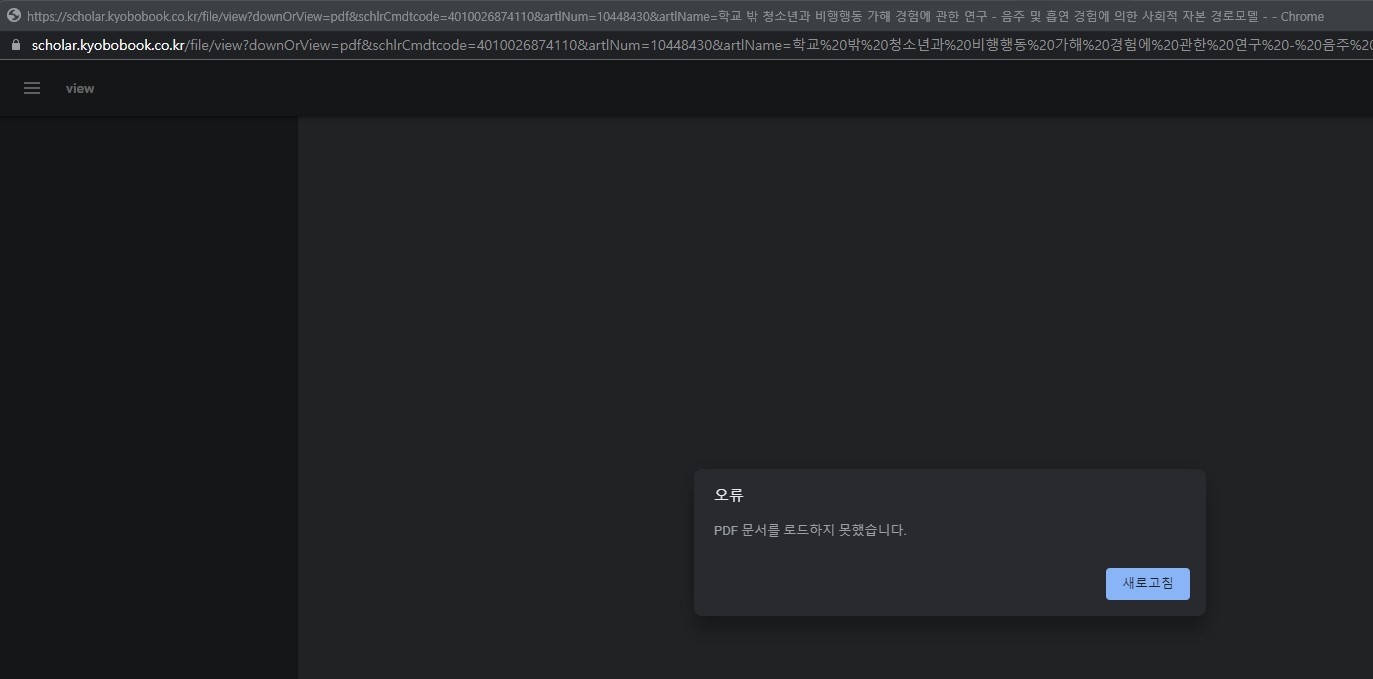 https://scholar.kyobobook.co.kr/file/view?downOrView=pdf&schlrCmdtcode=4010026874110&artlNum=10448430&artlName=학교 밖 청소년과 비행행동 가해 경험에 관한 연구 - 음주 및 흡연 경험에 의한 사회적 자본 경로모델 - - Chrome
scholar.kyobobook.co.kr/file/view?downOrView=pdf&schlrCmdtcode=4010026874110&artlNum=10448430&artlName=학교%20밖%20청소년과%20비행행동%20가해%20경험에%20관한%20연구%20-%20음주%20
view
오류
PDF 문서를 로드하지 못했습니다.
새로고침